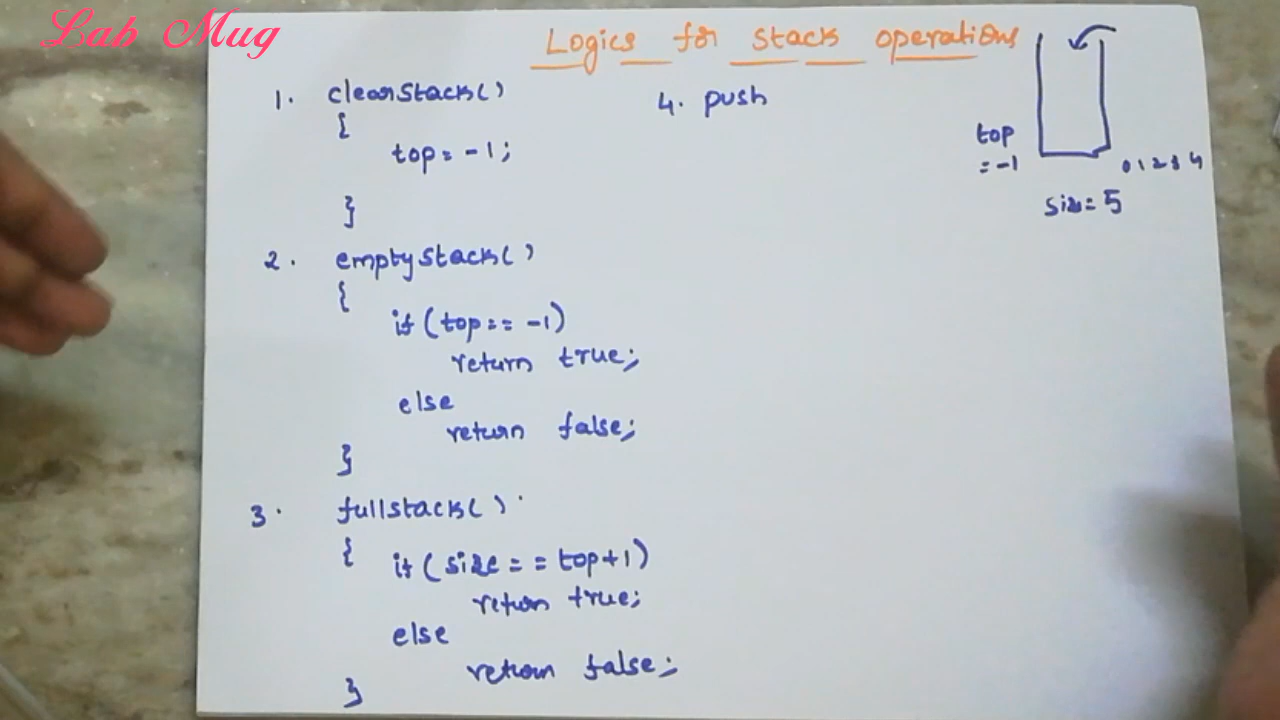 Lab Mug
Logics for stack operations
1. clearstack()
{
top = -1;
}
2. emptystack()
{
if (top == -1)
return true;
else
return false;
}
3. fullstack()
{ if (size == top+1)
return true;
else
return false;
}
4. push
top
= -1
0 1 2 3 4
size = 5